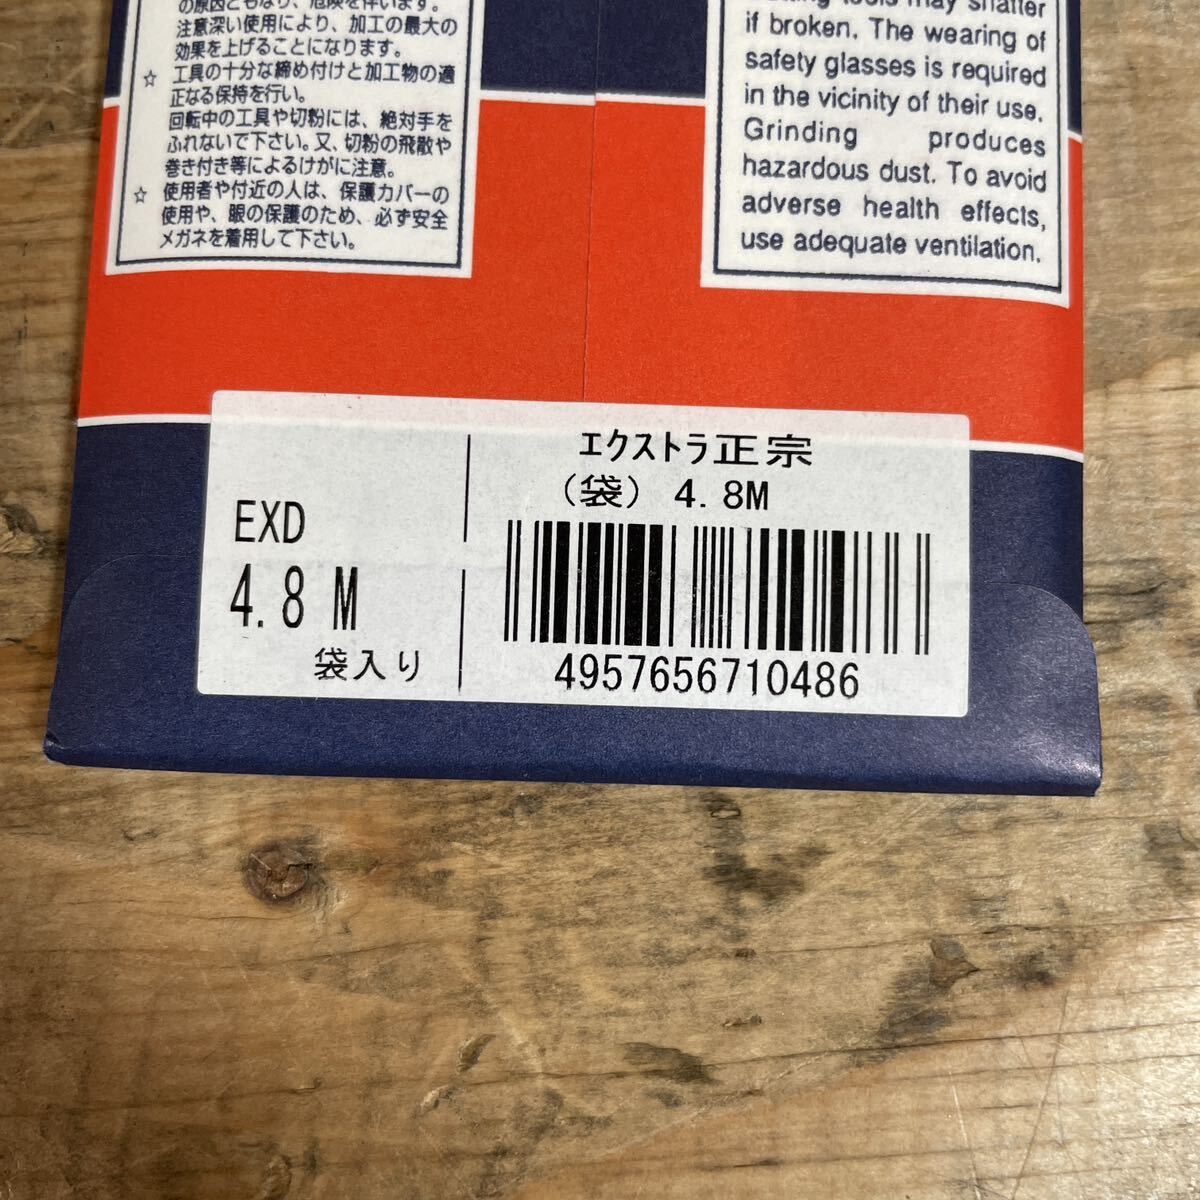 の原因ともなり、危険を伴います。
注意深い使用により、加工の最大の
効果を上げることになります。
☆ 工具の十分な締め付けと加工物の適
正なる保持を行い。
回転中の工具や切粉には、絶対手を
ふれないで下さい。又、切粉の飛散や
巻き付き等によるけがに注意。
☆ 使用者や付近の人は、保護カバーの
使用や、眼の保護のため、必ず安全
メガネを着用して下さい。
tools may shatter
if broken. The wearing of
safety glasses is required
in the vicinity of their use.
Grinding produces
hazardous dust. To avoid
adverse health effects,
use adequate ventilation.
EXD
4.8 M
袋入り
エクストラ正宗
(袋) 4.8M
4957656710486